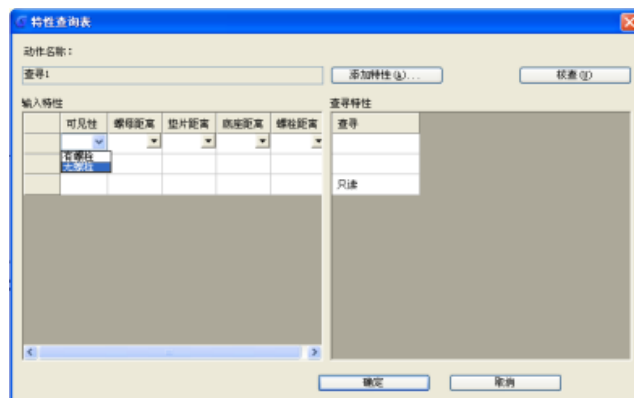 特性查询表
动作名称：
查寻1
添加特性(A)...
核查(U)
输入特性
查寻特性
可见性 螺母距离 垫片距离 底座距离 螺栓距离
查寻
有螺栓
无螺栓
只读
确定
取消